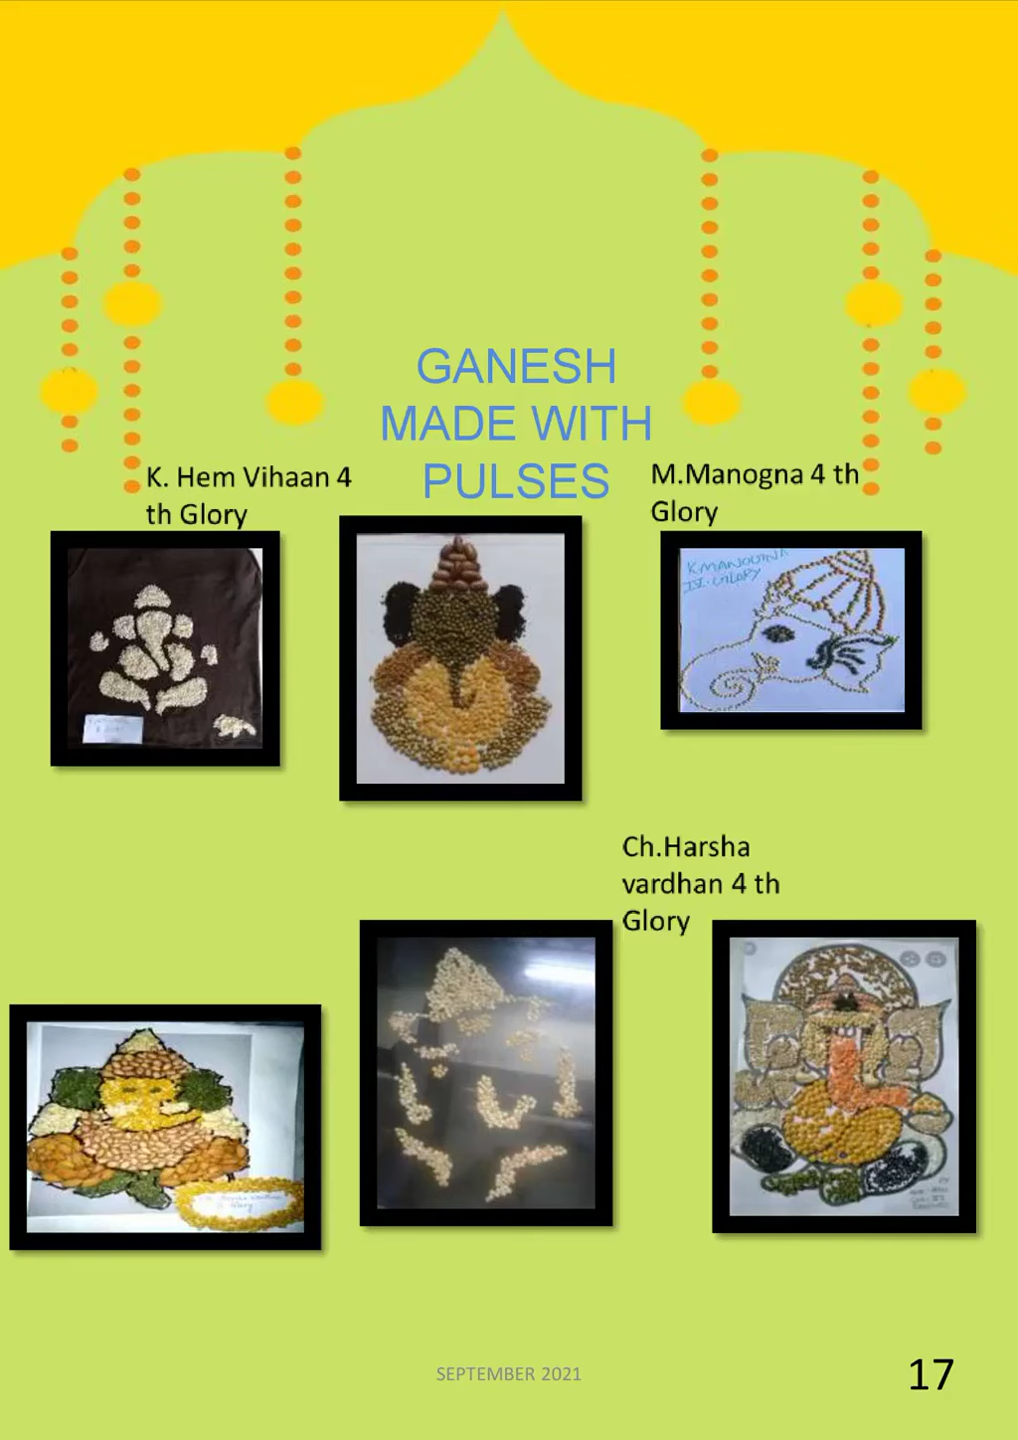 GANESH
MADE WITH
PULSES
K. Hem Vihaan 4
th Glory
M.Manogna 4 th
Glory
K MANOGNA
Ch.Harsha
vardhan 4 th
Glory
SEPTEMBER 2021
17